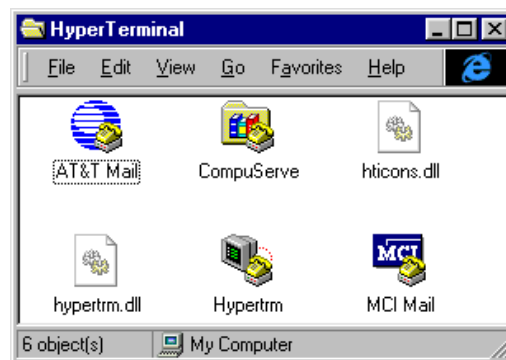 HyperTerminal
File Edit View Go Favorites Help
AT&T Mail CompuServe hticons.dll
MCI
hypertrm.dll Hypertrm MCI Mail
6 object(s) My Computer